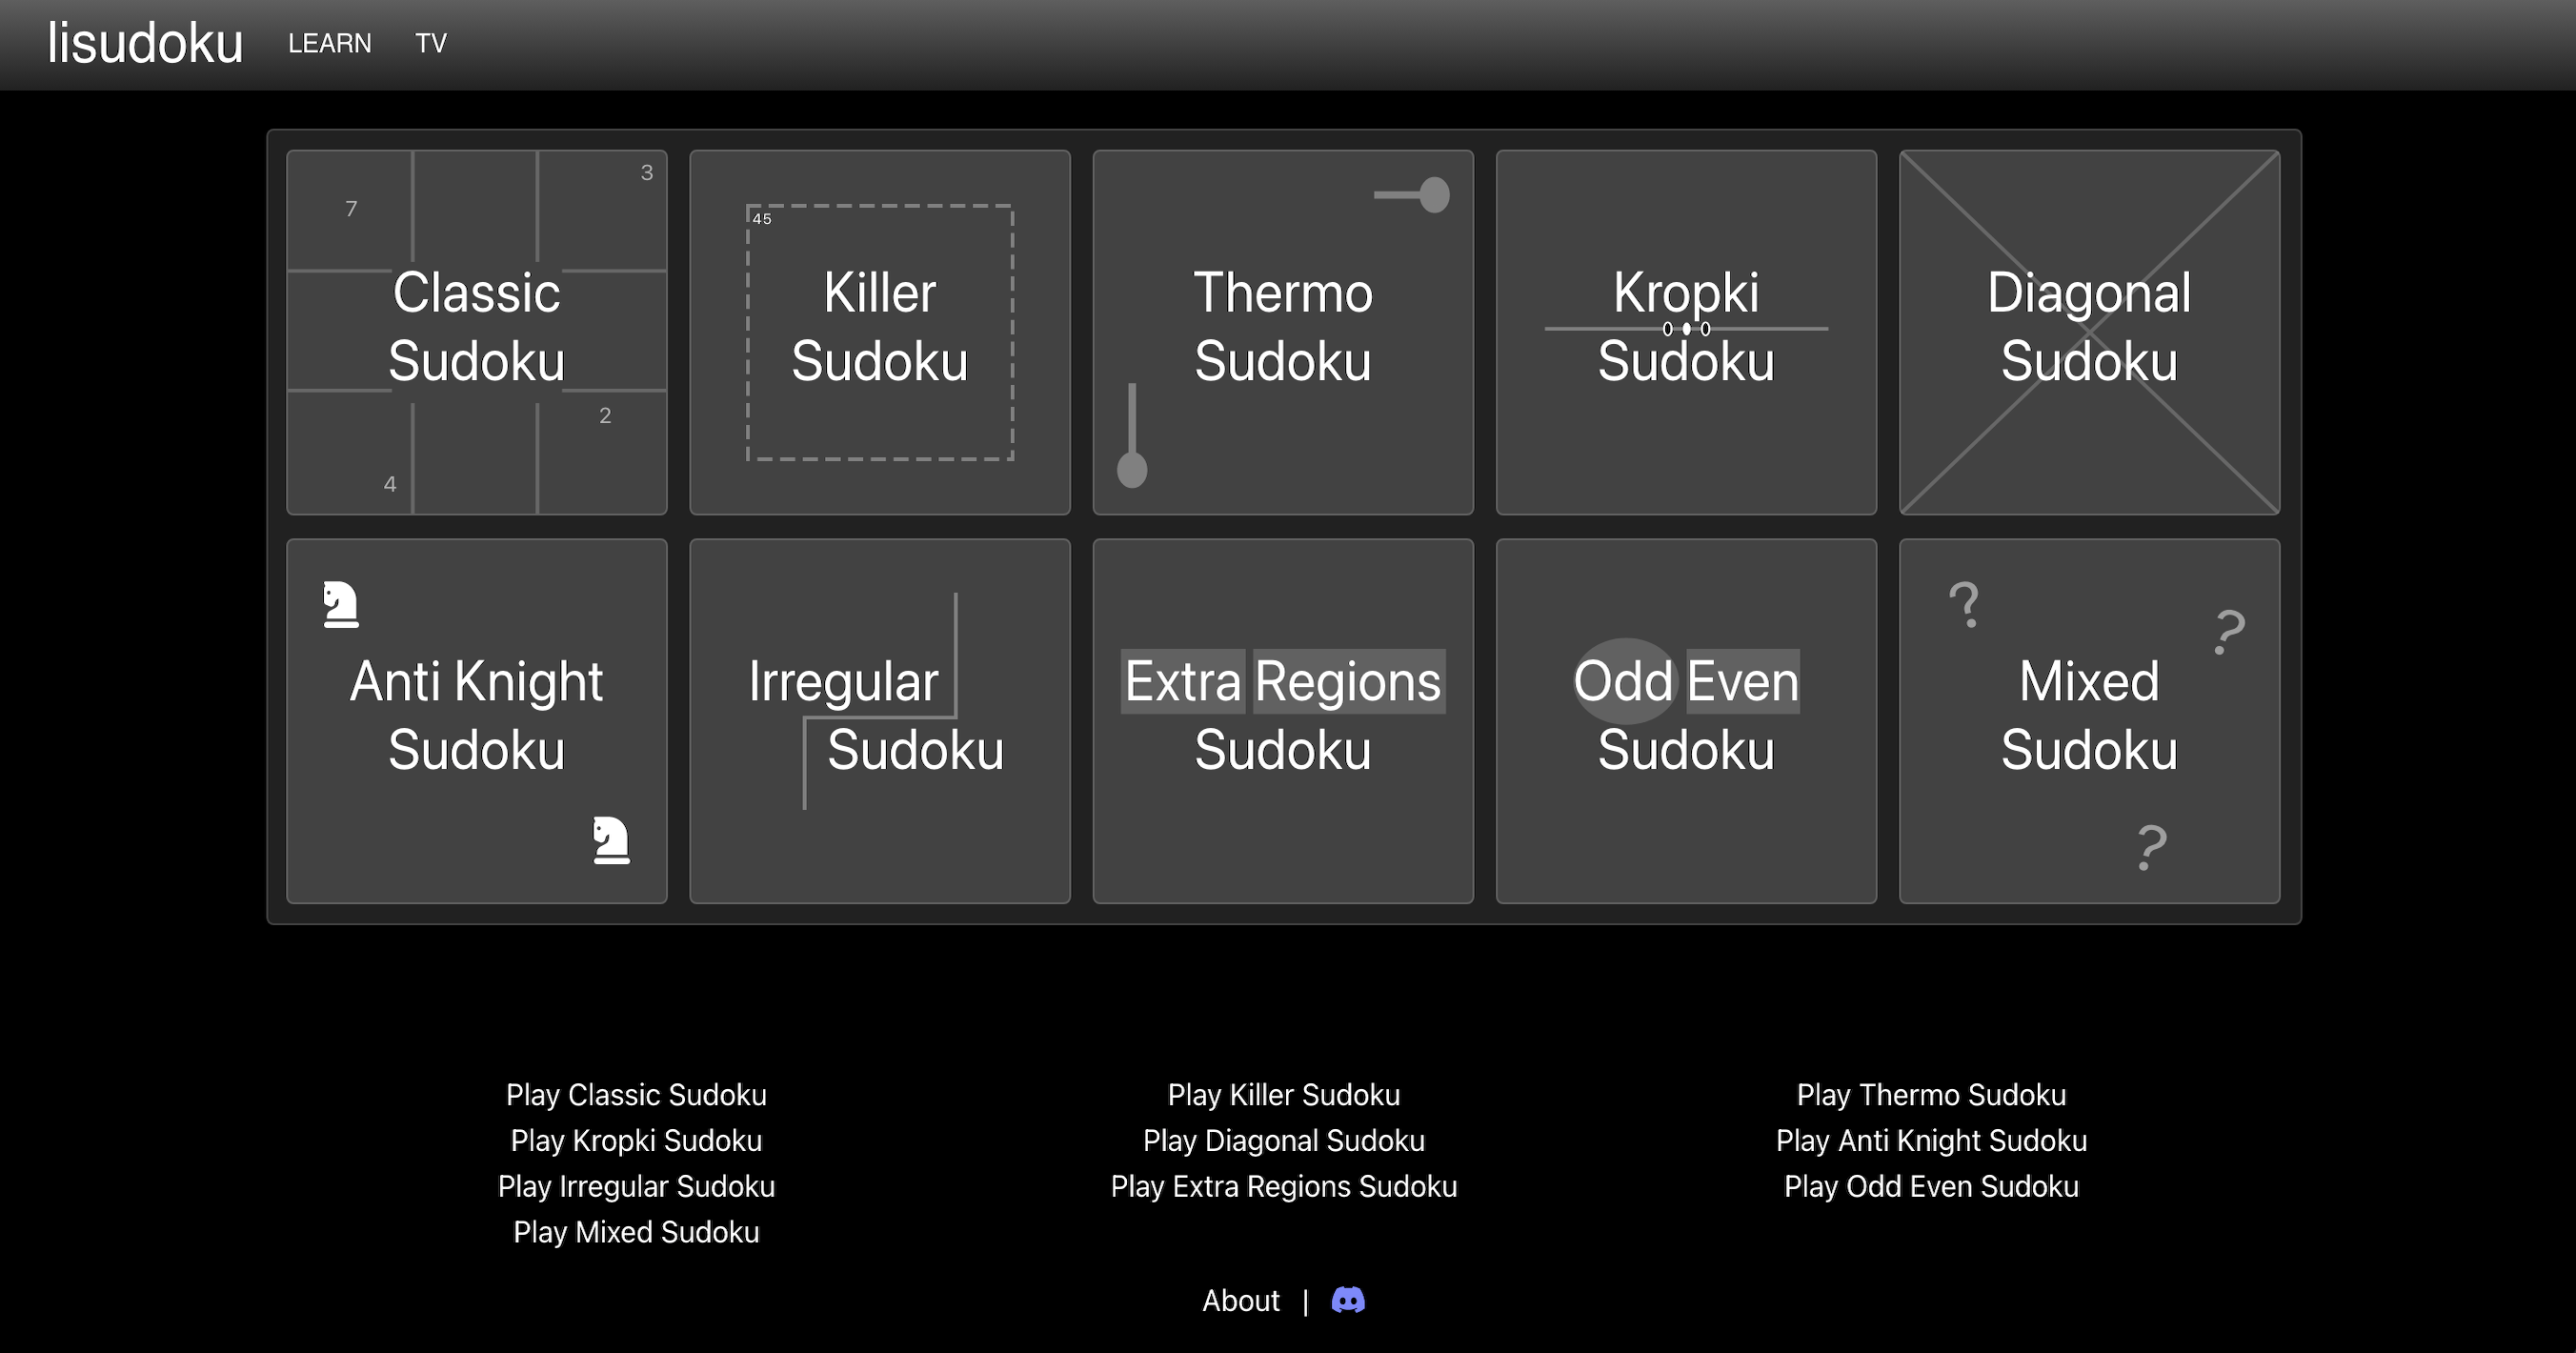 lisudoku LEARN TV
7
3
Classic
Sudoku
2
4
45
Killer
Sudoku
Thermo
Sudoku
Kropki
Sudoku
Diagonal
Sudoku
Anti Knight
Sudoku
Irregular
Sudoku
Extra Regions
Sudoku
Odd Even
Sudoku
?
?
Mixed
Sudoku
?
Play Classic Sudoku
Play Killer Sudoku
Play Thermo Sudoku
Play Kropki Sudoku
Play Diagonal Sudoku
Play Anti Knight Sudoku
Play Irregular Sudoku
Play Extra Regions Sudoku
Play Odd Even Sudoku
Play Mixed Sudoku
About |